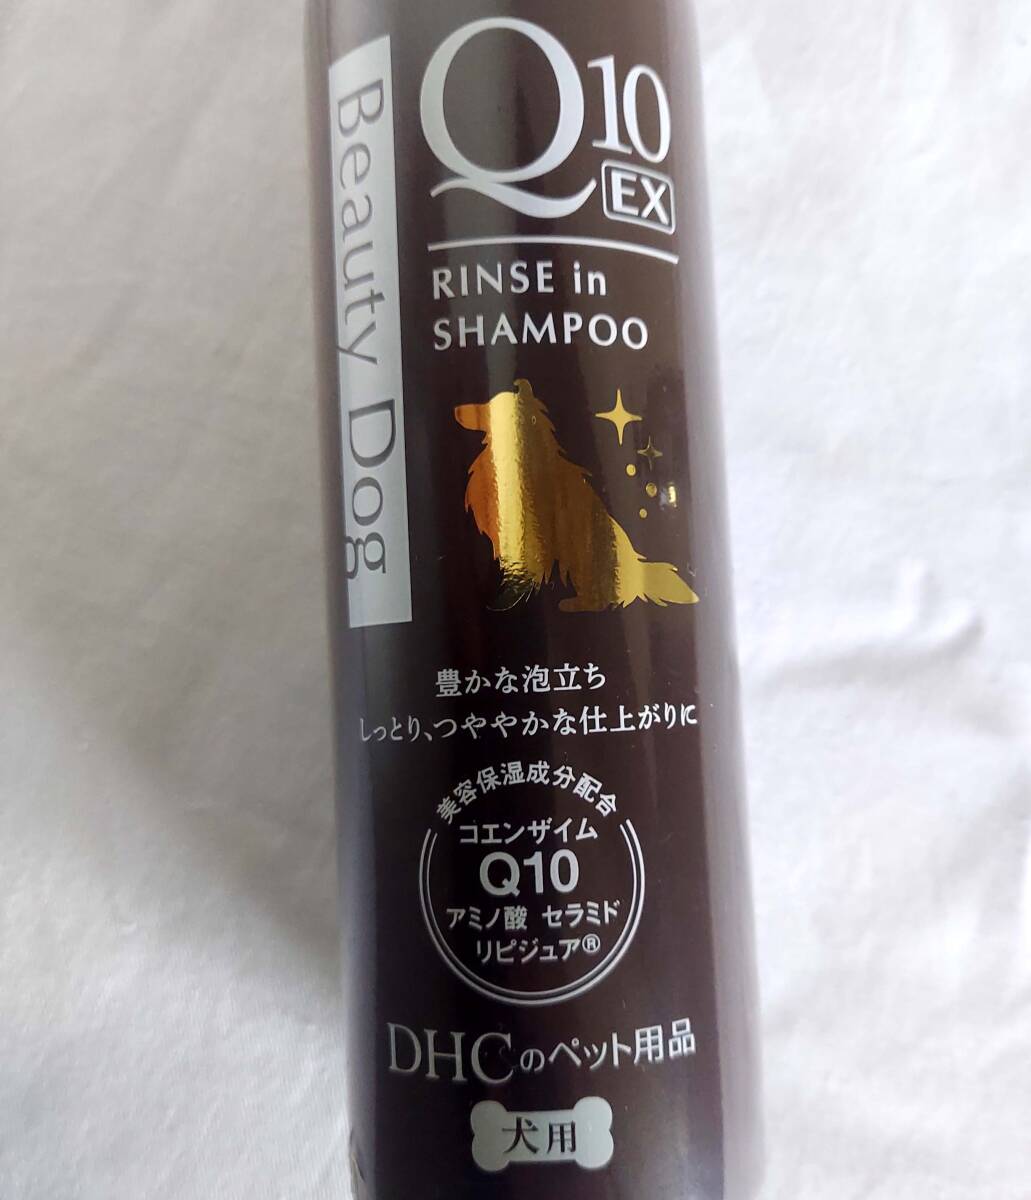 Beauty Dog
Q10
EX
RINSE in
SHAMPOO
豊かな泡立ち
しっとり、つややかな仕上がりに
美容保湿成分配合
コエンザイム
Q10
アミノ酸 セラミド
リピジュア®
DHCのペット用品
犬用